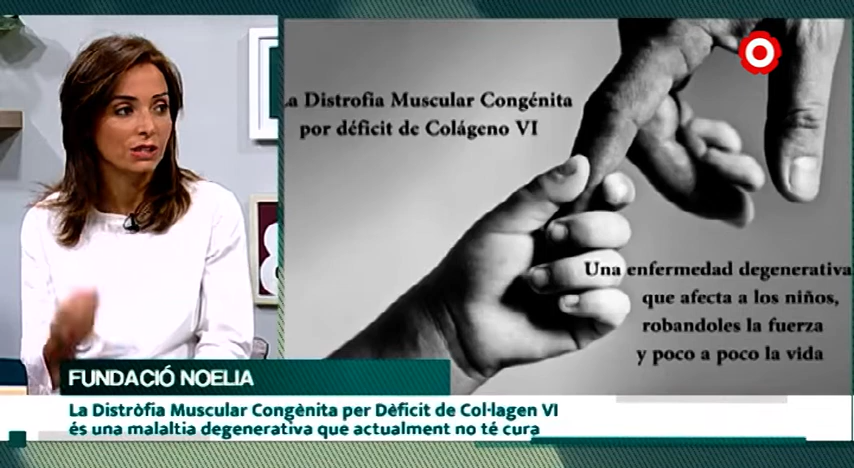 a Distrofia Muscular Congénita
por déficit de Colágeno VI
Una enfermedad degenerativa
que afecta a los niños,
robandoles la fuerza
y poco a poco la vida
FUNDACIÓ NOELIA
La Distròfia Muscular Congènita per Dèficit de Col·lagen VI
és una malaltia degenerativa que actualment no té cura